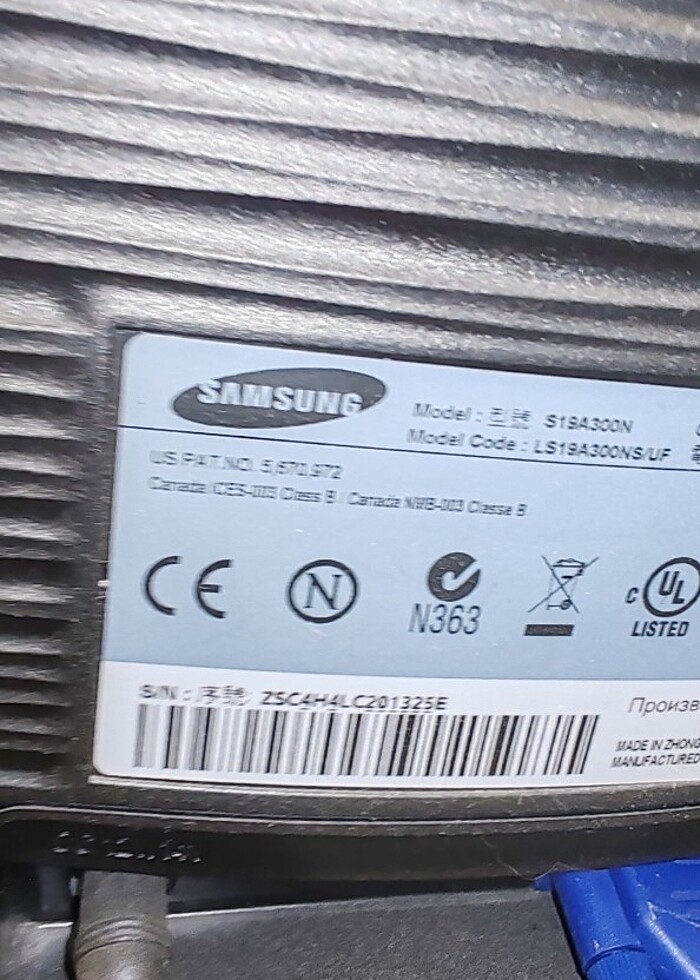 SAMSUNG
Model : 型號 S19A300N
Model Code : LS19A300NS/UF
US PAT.NO. 5,670,972
Canada ICES-003 Class B / Canada NMB-003 Classe B
CE
N
N363
C UL
LISTED
S/N : 序號 ZSC4H4LC201325E
Произв
MADE IN ZHONG
MANUFACTURED